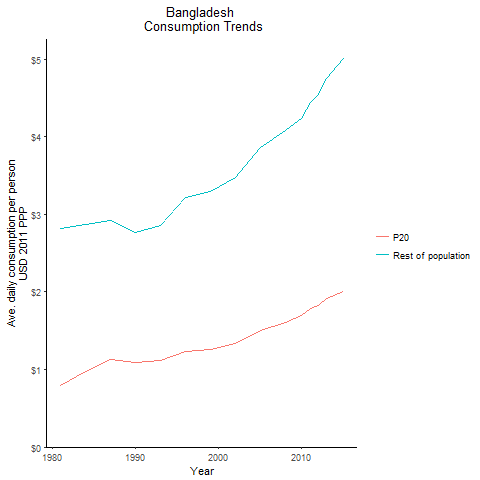 Bangladesh
Consumption Trends
Ave. daily consumption per person
USD 2011 PPP
$5
$4
$3
$2
$1
$0
1980 1990 2000 2010
Year
P20
Rest of population